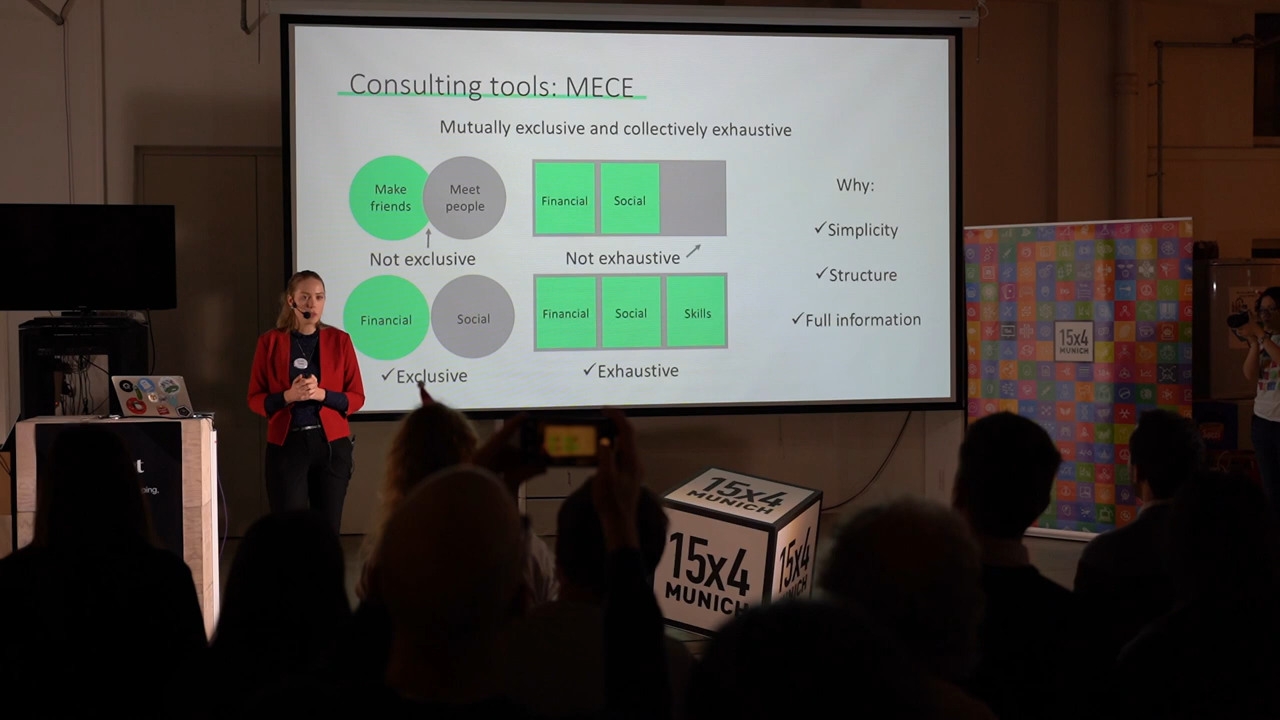 Consulting tools: MECE
Mutually exclusive and collectively exhaustive
Make
friends
Meet
people
Not exclusive
Financial
Social
✓Exclusive
Financial
Social
Not exhaustive
Financial
Social
Skills
✓Exhaustive
Why:
✓Simplicity
✓Structure
✓Full information
15x4
MUNICH
15x4
MUNICH
15x4
MUNICH
15x4